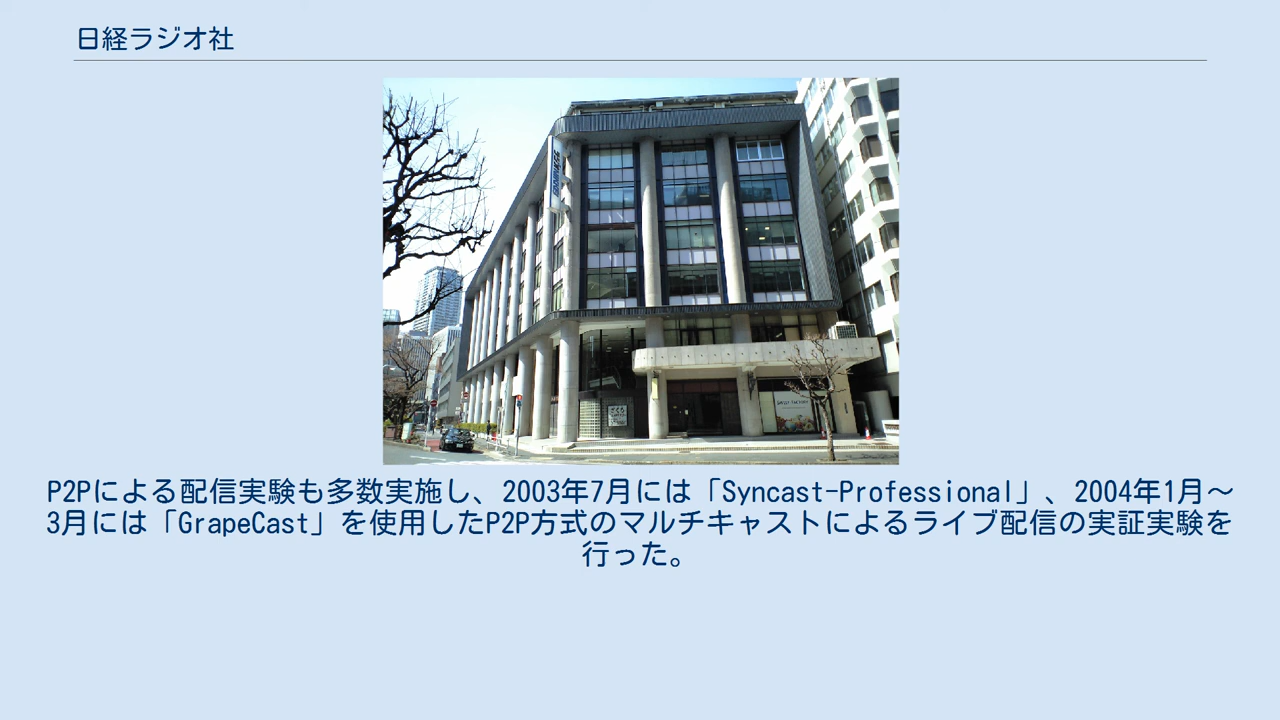 日経ラジオ社
P2Pによる配信実験も多数実施し、2003年7月には「Syncast-Professional」、2004年1月〜
3月には「GrapeCast」を使用したP2P方式のマルチキャストによるライブ配信の実証実験を
行った。
ざくろ